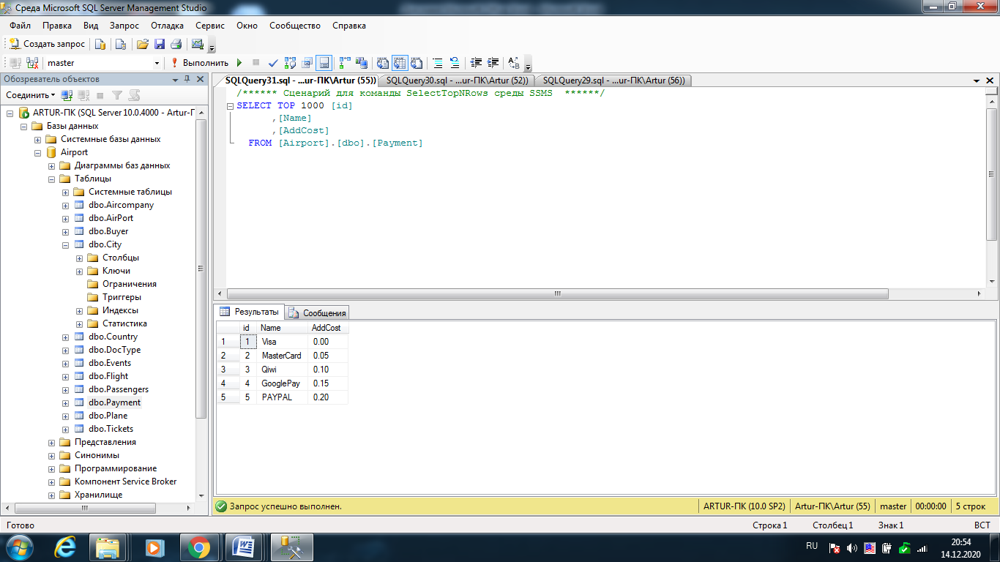 Среда Microsoft SQL Server Management Studio
Файл Правка Вид Запрос Отладка Сервис Окно Сообщество Справка
Создать запрос
master Выполнить
Обозреватель объектов
SQLQuery31.sql - ...ur-ПК\Artur (55)) SQLQuery30.sql - ...ur-ПК\Artur (52)) SQLQuery29.sql - ...ur-ПК\Artur (56))
Соединить
ARTUR-ПК (SQL Server 10.0.4000 - Artur-Г
Базы данных
Системные базы данных
Airport
Диаграммы баз данных
Таблицы
Системные таблицы
dbo.Aircompany
dbo.AirPort
dbo.Buyer
dbo.City
Столбцы
Ключи
Ограничения
Триггеры
Индексы
Статистика
dbo.Country
dbo.DocType
dbo.Events
dbo.Flight
dbo.Passengers
dbo.Payment
dbo.Plane
dbo.Tickets
Представления
Синонимы
Программирование
Компонент Service Broker
Хранилище
/****** Сценарий для команды SelectTopNRows среды SSMS ******/
SELECT TOP 1000 [id]
,[Name]
,[AddCost]
FROM [Airport].[dbo].[Payment]
Результаты Сообщения
id Name AddCost
1 1 Visa 0.00
2 2 MasterCard 0.05
3 3 Qiwi 0.10
4 4 GooglePay 0.15
5 5 PAYPAL 0.20
Запрос успешно выполнен. ARTUR-ПК (10.0 SP2) Artur-ПК\Artur (55) master 00:00:00 5 строк
Готово Строка 1 Столбец 1 Знак 1 ВСТ
RU 20:54
14.12.2020